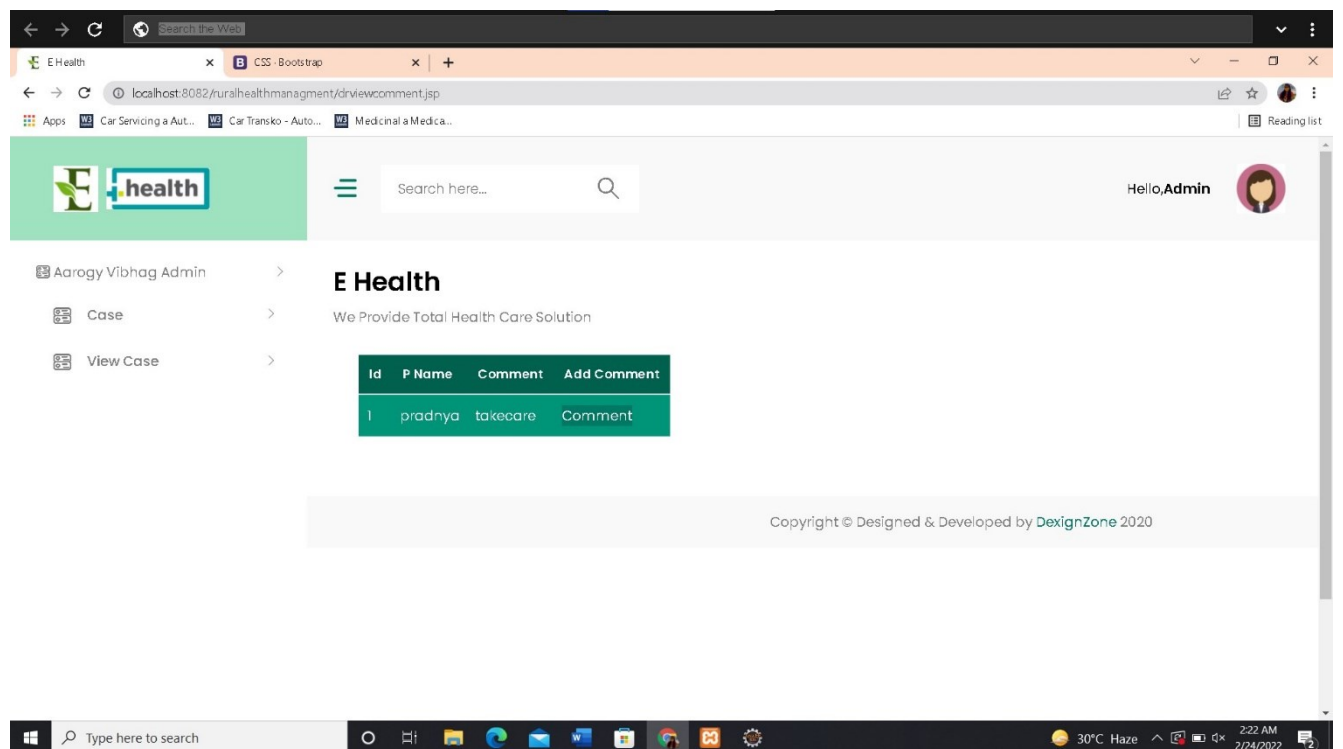 Search the Web
E Health
CSS · Bootstrap
localhost:8082/ruralhealthmanagment/drviewcomment.jsp
Apps Car Servicing a Aut... Car Transko - Auto... Medicinal a Medica... Reading list
E +health
Search here...
Hello,Admin
Aarogy Vibhag Admin
Case
View Case
E Health
We Provide Total Health Care Solution
Id P Name Comment Add Comment
1 pradnya takecare Comment
Copyright © Designed & Developed by DexignZone 2020
Type here to search
30°C Haze
2:22 AM
2/24/2022
2